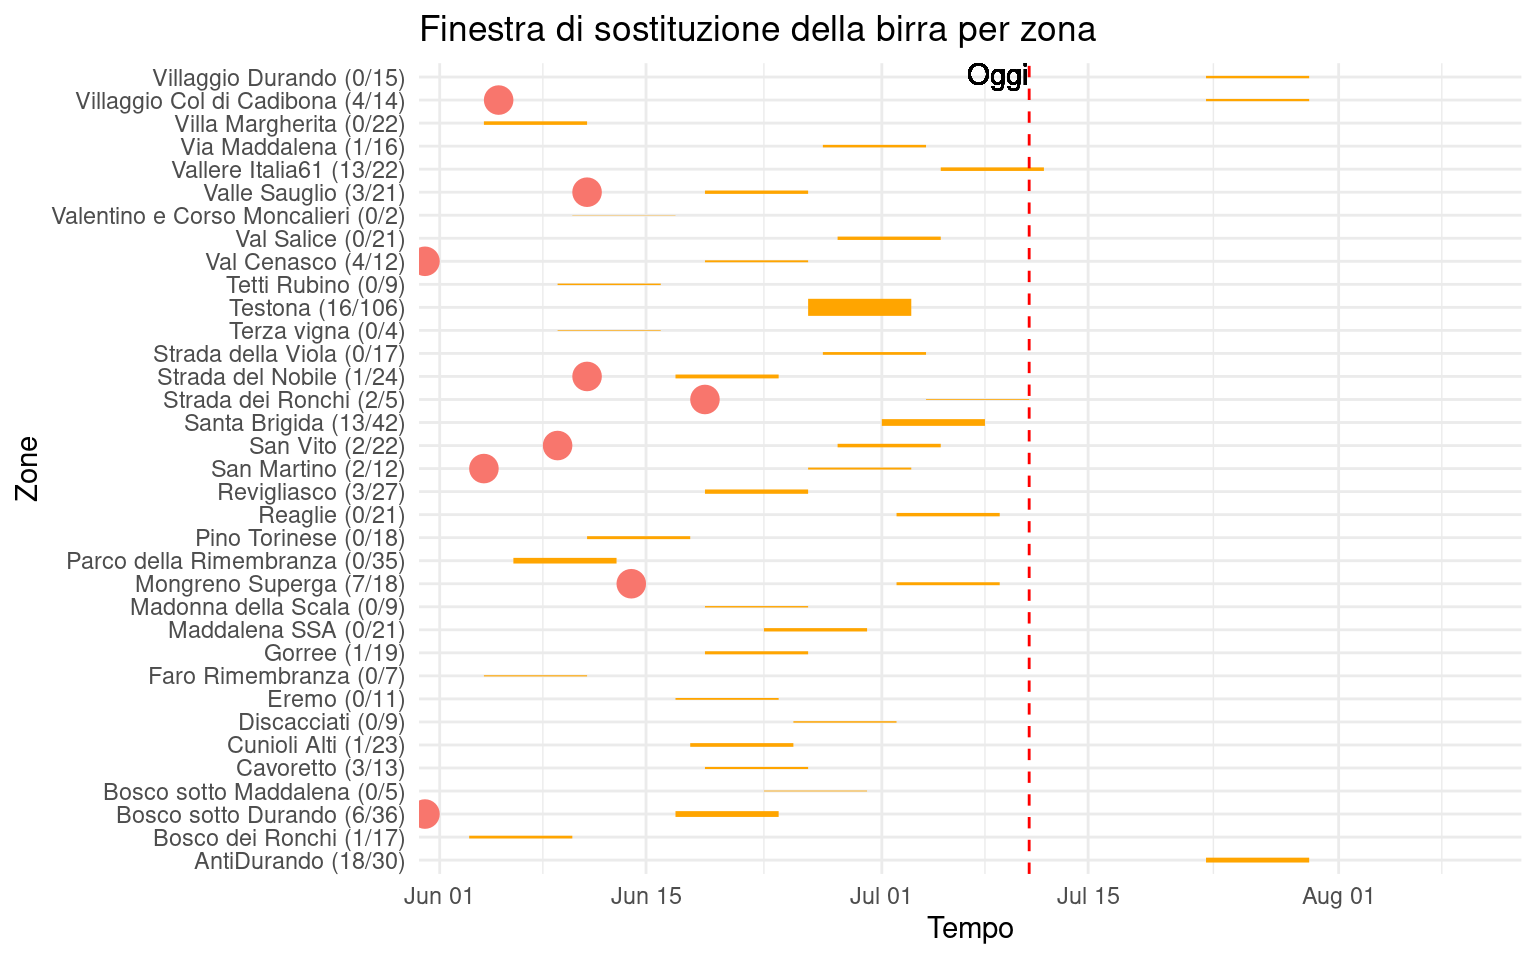 Finestra di sostituzione della birra per zona
Oggi
Villaggio Durando (0/15)
Villaggio Col di Cadibona (4/14)
Villa Margherita (0/22)
Via Maddalena (1/16)
Vallere Italia61 (13/22)
Valle Sauglio (3/21)
Valentino e Corso Moncalieri (0/2)
Val Salice (0/21)
Val Cenasco (4/12)
Tetti Rubino (0/9)
Testona (16/106)
Terza vigna (0/4)
Strada della Viola (0/17)
Strada del Nobile (1/24)
Strada dei Ronchi (2/5)
Santa Brigida (13/42)
San Vito (2/22)
San Martino (2/12)
Revigliasco (3/27)
Reaglie (0/21)
Pino Torinese (0/18)
Parco della Rimembranza (0/35)
Mongreno Superga (7/18)
Madonna della Scala (0/9)
Maddalena SSA (0/21)
Gorree (1/19)
Faro Rimembranza (0/7)
Eremo (0/11)
Discacciati (0/9)
Cunioli Alti (1/23)
Cavoretto (3/13)
Bosco sotto Maddalena (0/5)
Bosco sotto Durando (6/36)
Bosco dei Ronchi (1/17)
AntiDurando (18/30)
Zone
Jun 01 Jun 15 Jul 01 Jul 15 Aug 01
Tempo